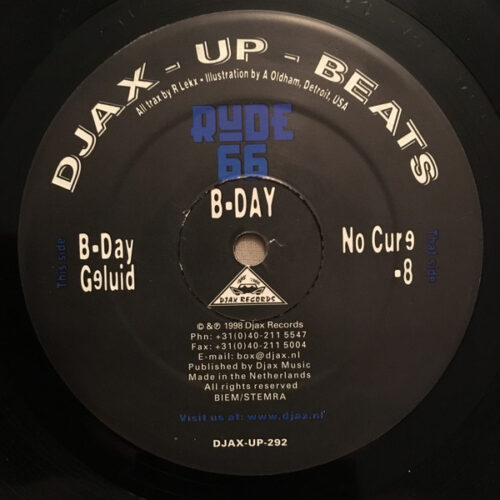 DJAX - UP - BEATS
All trax by R Lekx • Illustration by A Oldham, Detroit, USA
RUDE
66
B-DAY
This side
B-Day
Geluid
No Cure
-8
That side
DJAX RECORDS
© & ℗ 1998 Djax Records
Phn: +31(0)40-211 5547
Fax: +31(0)40-211 5004
E-mail: box@djax.nl
Published by Djax Music
Made in the Netherlands
All rights reserved
BIEM/STEMRA
Visit us at: www.djax.nl
DJAX-UP-292